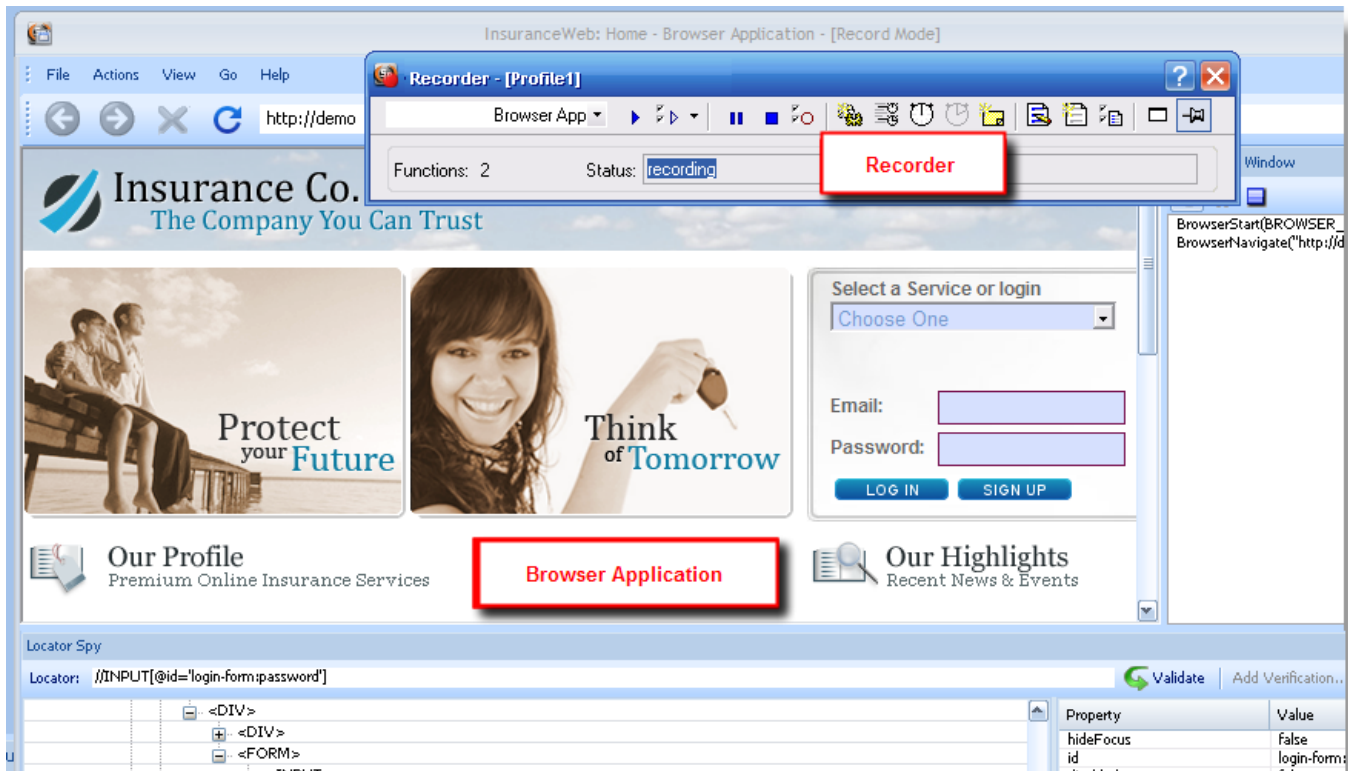 InsuranceWeb: Home - Browser Application - [Record Mode]
File Actions View Go Help
Recorder - [Profile1]
http://demo
Browser App
Functions: 2 Status: recording
Recorder
Window
BrowserStart(BROWSER_
BrowserNavigate("http://d
Insurance Co.
The Company You Can Trust
Protect
your Future
Think
of Tomorrow
Select a Service or login
Choose One
Email:
Password:
LOG IN SIGN UP
Our Profile
Premium Online Insurance Services
Browser Application
Our Highlights
Recent News & Events
Locator Spy
Locator: //INPUT[@id='login-form:password']
Validate Add Verification...
<DIV>
<DIV>
<FORM>
Property Value
hideFocus false
id login-form: